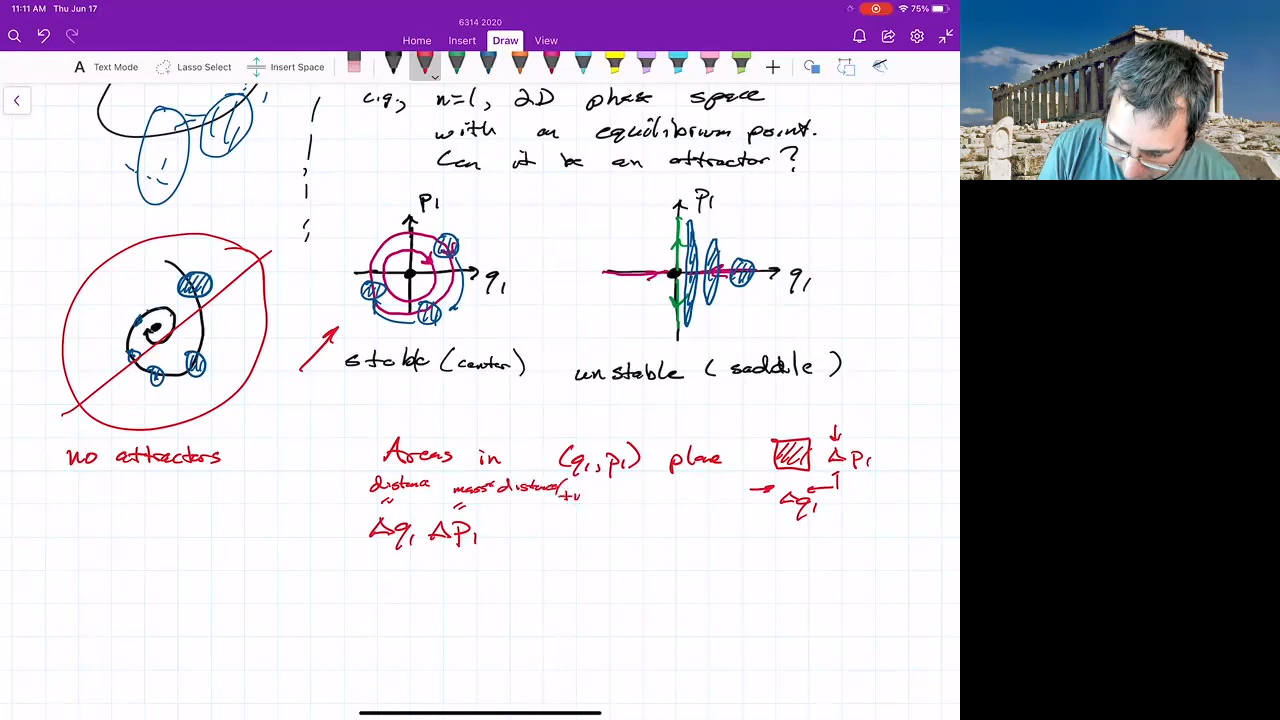 11:11 AM Thu Jun 17
75%
6314 2020
Home Insert Draw View
Text Mode Lasso Select Insert Space
e.g., n=1, 2D phase space
with an equilibrium point.
Can it be an attractor?
P1 P1
q1 q1
stable (center) unstable (saddle)
no attractors
Areas in (q1, p1) plane Δp1
distance mass distance/
Δq1
Δq1 Δp1